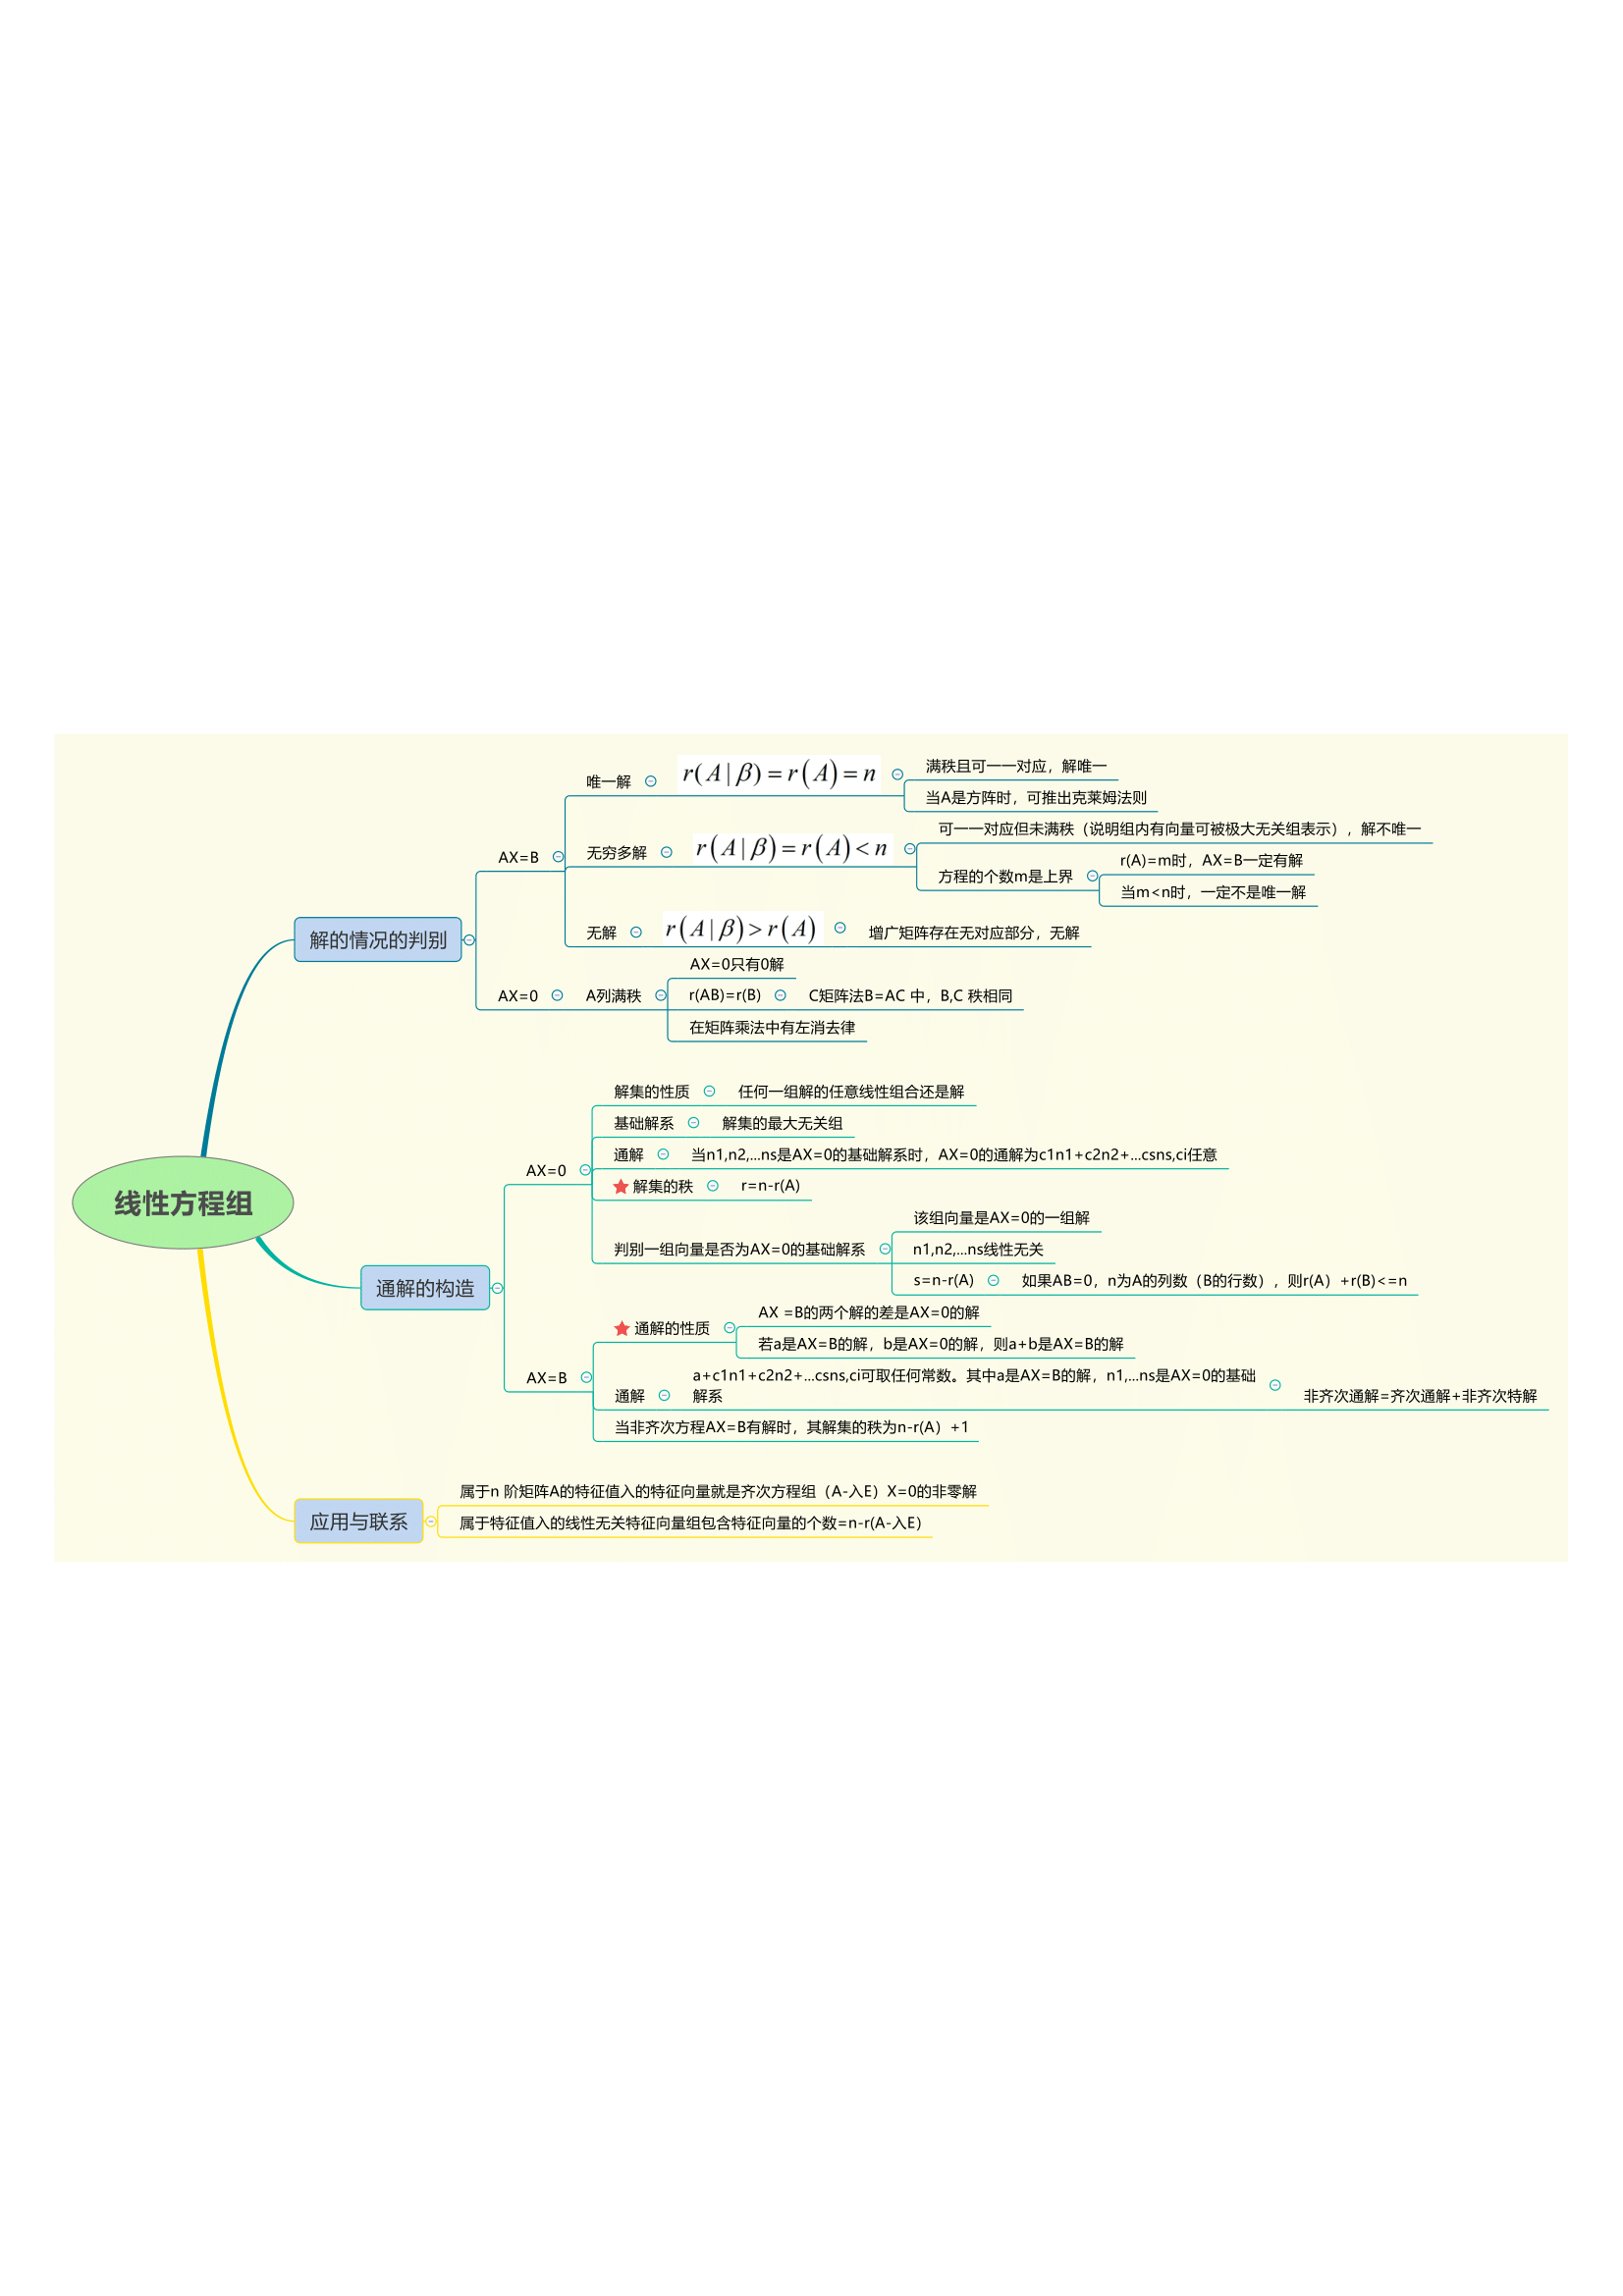 线性方程组
解的情况的判别
AX=B
唯一解
r(A|β)=r(A)=n
满秩且可一一对应，解唯一
当A是方阵时，可推出克莱姆法则
无穷多解
r(A|β)=r(A)<n
可一一对应但未满秩（说明组内有向量可被极大无关组表示），解不唯一
方程的个数m是上界
r(A)=m时，AX=B一定有解
当m<n时，一定不是唯一解
无解
r(A|β)>r(A)
增广矩阵存在无对应部分，无解
AX=0
A列满秩
AX=0只有0解
r(AB)=r(B)
C矩阵法B=AC 中，B,C 秩相同
在矩阵乘法中有左消去律
通解的构造
AX=0
解集的性质
任何一组解的任意线性组合还是解
基础解系
解集的最大无关组
通解
当n1,n2,...ns是AX=0的基础解系时，AX=0的通解为c1n1+c2n2+...csns,ci任意
解集的秩
r=n-r(A)
判别一组向量是否为AX=0的基础解系
该组向量是AX=0的一组解
n1,n2,...ns线性无关
s=n-r(A)
如果AB=0，n为A的列数（B的行数），则r(A）+r(B)<=n
AX=B
通解的性质
AX =B的两个解的差是AX=0的解
若a是AX=B的解，b是AX=0的解，则a+b是AX=B的解
通解
a+c1n1+c2n2+...csns,ci可取任何常数。其中a是AX=B的解，n1,...ns是AX=0的基础
解系
非齐次通解=齐次通解+非齐次特解
当非齐次方程AX=B有解时，其解集的秩为n-r(A）+1
应用与联系
属于n 阶矩阵A的特征值入的特征向量就是齐次方程组（A-入E）X=0的非零解
属于特征值入的线性无关特征向量组包含特征向量的个数=n-r(A-入E）